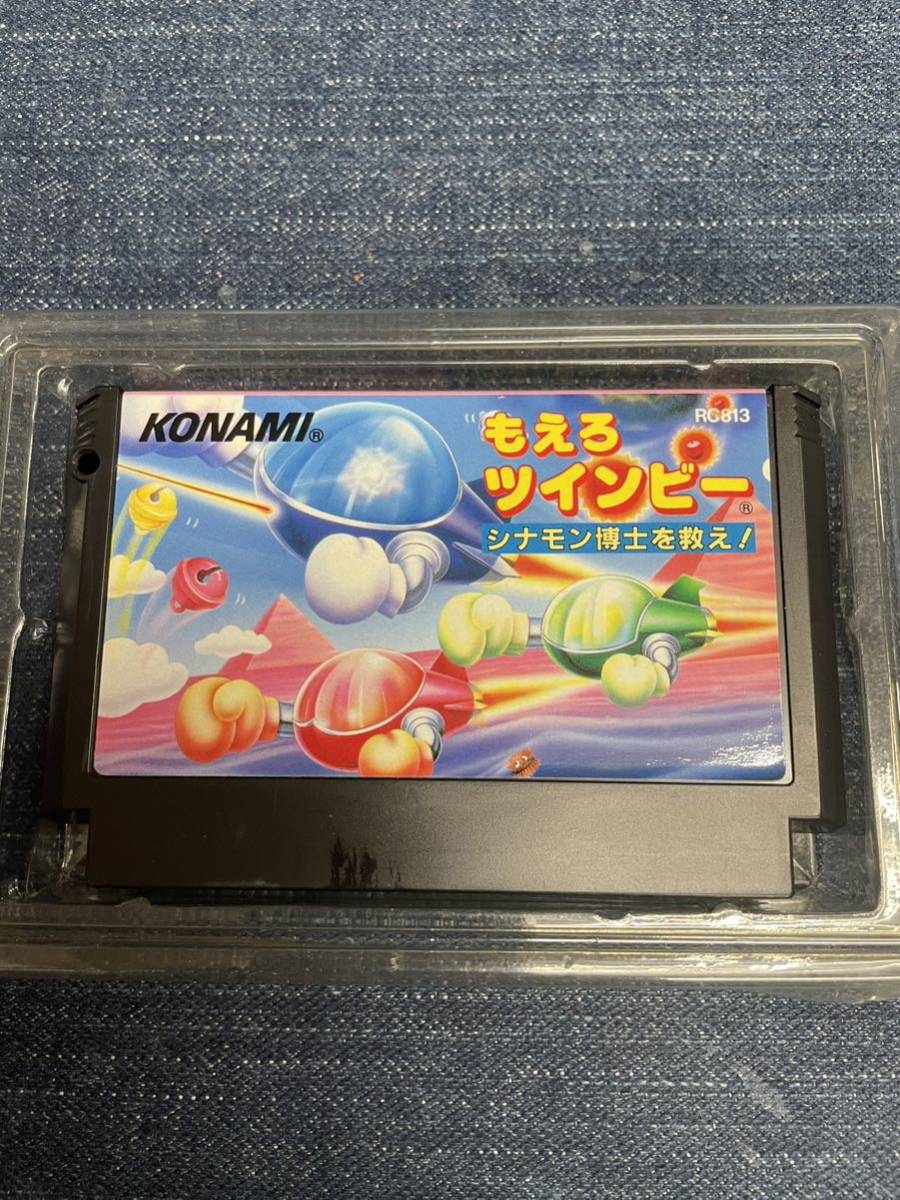 KONAMI®
RC813
もえろ
ツインビー®
シナモン博士を救え!